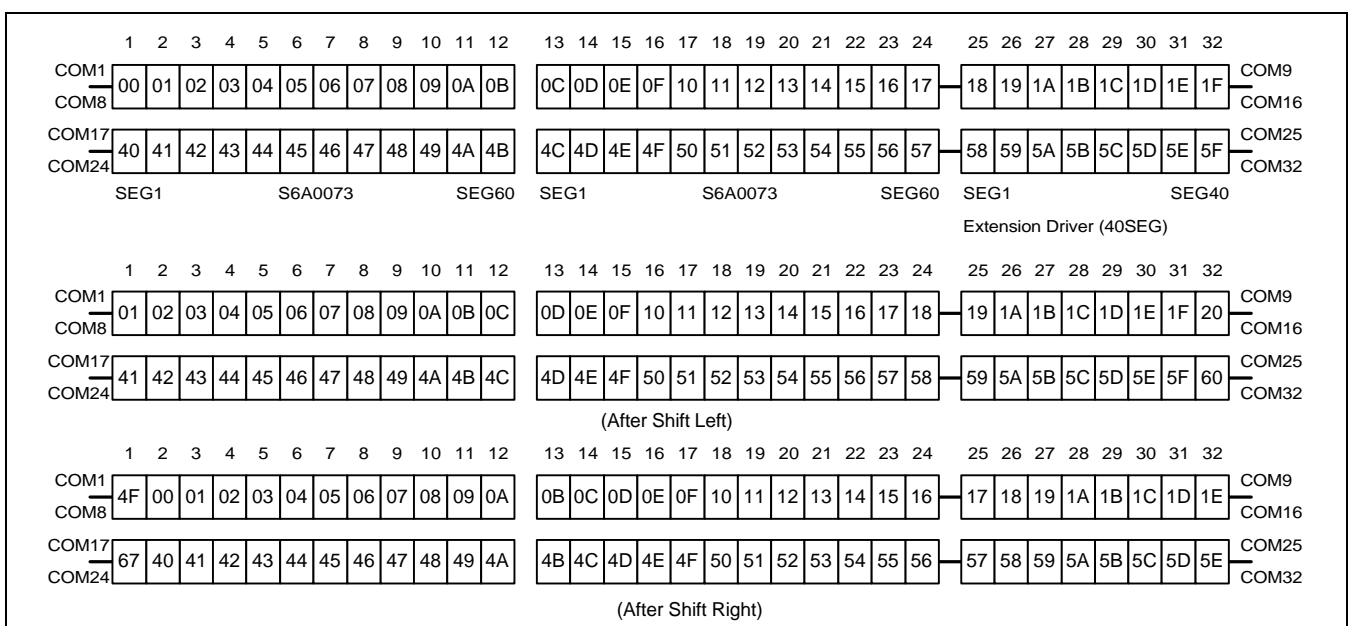 1 2 3 4 5 6 7 8 9 10 11 12 13 14 15 16 17 18 19 20 21 22 23 24 25 26 27 28 29 30 31 32
COM1 COM9
00 01 02 03 04 05 06 07 08 09 0A 0B 0C 0D 0E 0F 10 11 12 13 14 15 16 17 18 19 1A 1B 1C 1D 1E 1F
COM8 COM16
COM17 COM25
40 41 42 43 44 45 46 47 48 49 4A 4B 4C 4D 4E 4F 50 51 52 53 54 55 56 57 58 59 5A 5B 5C 5D 5E 5F
COM24 COM32
SEG1 S6A0073 SEG60 SEG1 S6A0073 SEG60 SEG1 SEG40
Extension Driver (40SEG)
1 2 3 4 5 6 7 8 9 10 11 12 13 14 15 16 17 18 19 20 21 22 23 24 25 26 27 28 29 30 31 32
COM1 COM9
01 02 03 04 05 06 07 08 09 0A 0B 0C 0D 0E 0F 10 11 12 13 14 15 16 17 18 19 1A 1B 1C 1D 1E 1F 20
COM8 COM16
COM17 COM25
41 42 43 44 45 46 47 48 49 4A 4B 4C 4D 4E 4F 50 51 52 53 54 55 56 57 58 59 5A 5B 5C 5D 5E 5F 60
COM24 COM32
(After Shift Left)
1 2 3 4 5 6 7 8 9 10 11 12 13 14 15 16 17 18 19 20 21 22 23 24 25 26 27 28 29 30 31 32
COM1 COM9
4F 00 01 02 03 04 05 06 07 08 09 0A 0B 0C 0D 0E 0F 10 11 12 13 14 15 16 17 18 19 1A 1B 1C 1D 1E
COM8 COM16
COM17 COM25
67 40 41 42 43 44 45 46 47 48 49 4A 4B 4C 4D 4E 4F 50 51 52 53 54 55 56 57 58 59 5A 5B 5C 5D 5E
COM24 COM32
(After Shift Right)